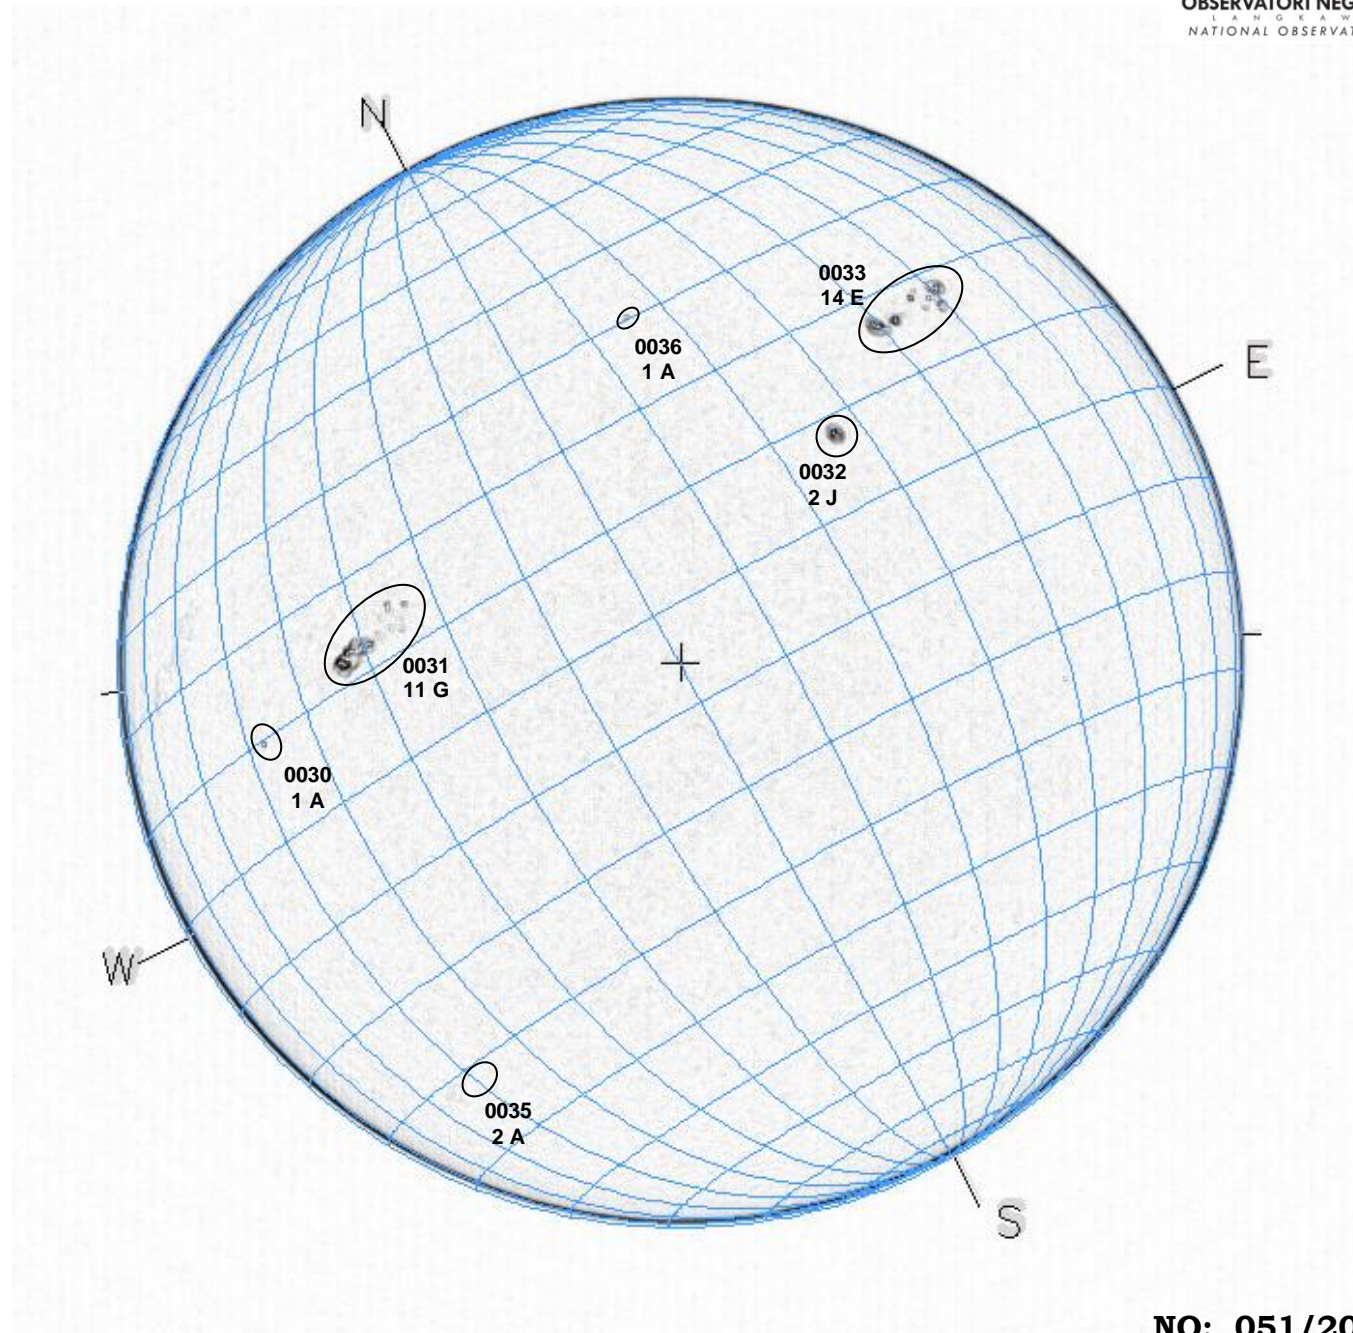 OBSERVATORI NEG
L A N G K A W
NATIONAL OBSERVAT
N
0033
14 E
0036
1 A
E
0032
2 J
0031
11 G
0030
1 A
W
0035
2 A
S
NO: 051/20